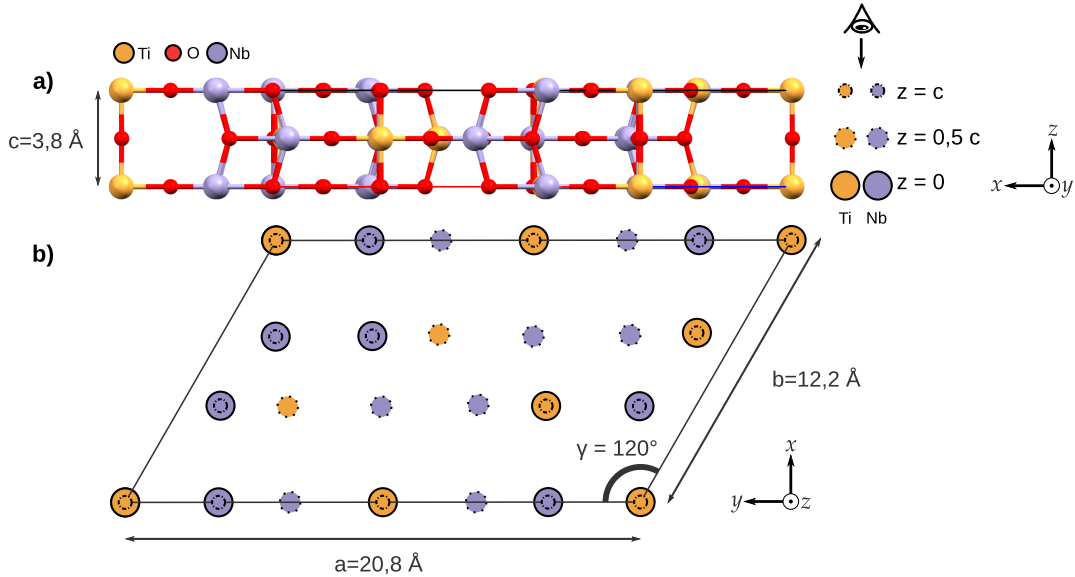 Ti O Nb
a)
c=3,8 Å
z = c
z = 0,5 c
z = 0
Ti Nb
z
x
y
b)
b=12,2 Å
γ = 120°
x
y
z
a=20,8 Å